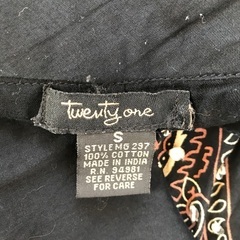 twenty one
S
STYLE MG 297
100% COTTON
MADE IN INDIA
R.N. 94981
SEE REVERSE
FOR CARE